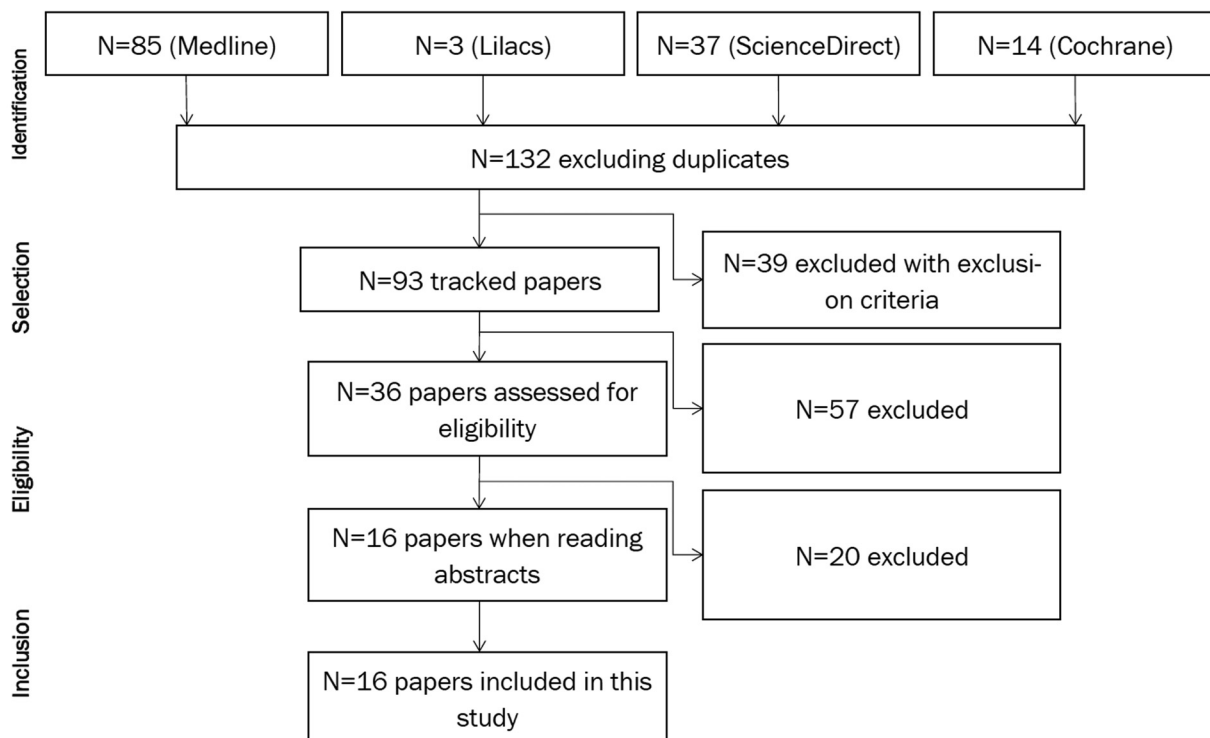 N=85 (Medline)
N=3 (Lilacs)
N=37 (ScienceDirect)
N=14 (Cochrane)
Identification
N=132 excluding duplicates
Selection
N=93 tracked papers
N=39 excluded with exclusi-
on criteria
Eligibility
N=36 papers assessed for
eligibility
N=57 excluded
N=16 papers when reading
abstracts
N=20 excluded
Inclusion
N=16 papers included in this
study